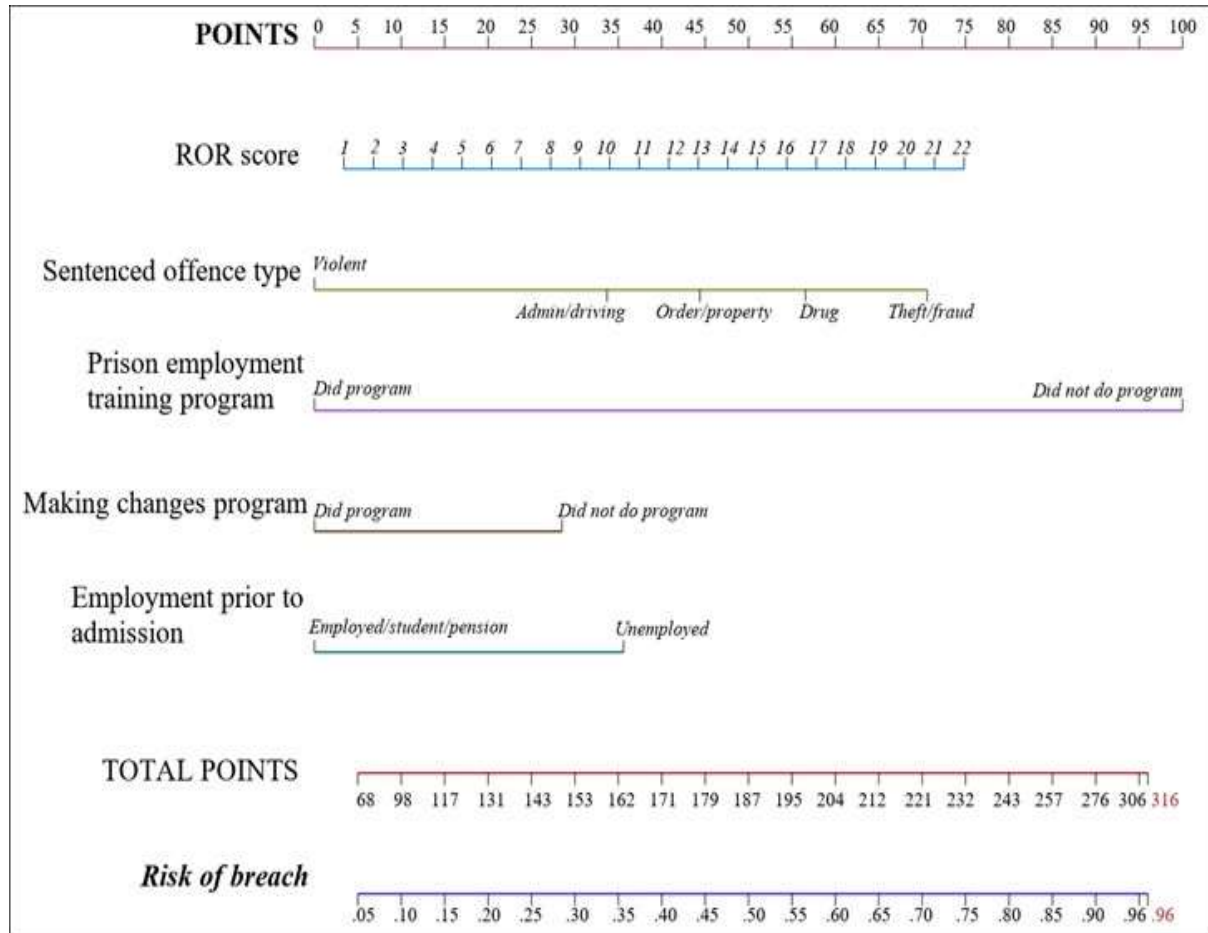 POINTS 0 5 10 15 20 25 30 35 40 45 50 55 60 65 70 75 80 85 90 95 100
ROR score 1 2 3 4 5 6 7 8 9 10 11 12 13 14 15 16 17 18 19 20 21 22
Sentenced offence type Violent
Admin/driving Order/property Drug Theft/fraud
Prison employment
training program Did program Did not do program
Making changes program Did program Did not do program
Employment prior to
admission Employed/student/pension Unemployed
TOTAL POINTS
68 98 117 131 143 153 162 171 179 187 195 204 212 221 232 243 257 276 306 316
Risk of breach
.05 .10 .15 .20 .25 .30 .35 .40 .45 .50 .55 .60 .65 .70 .75 .80 .85 .90 .96 .96